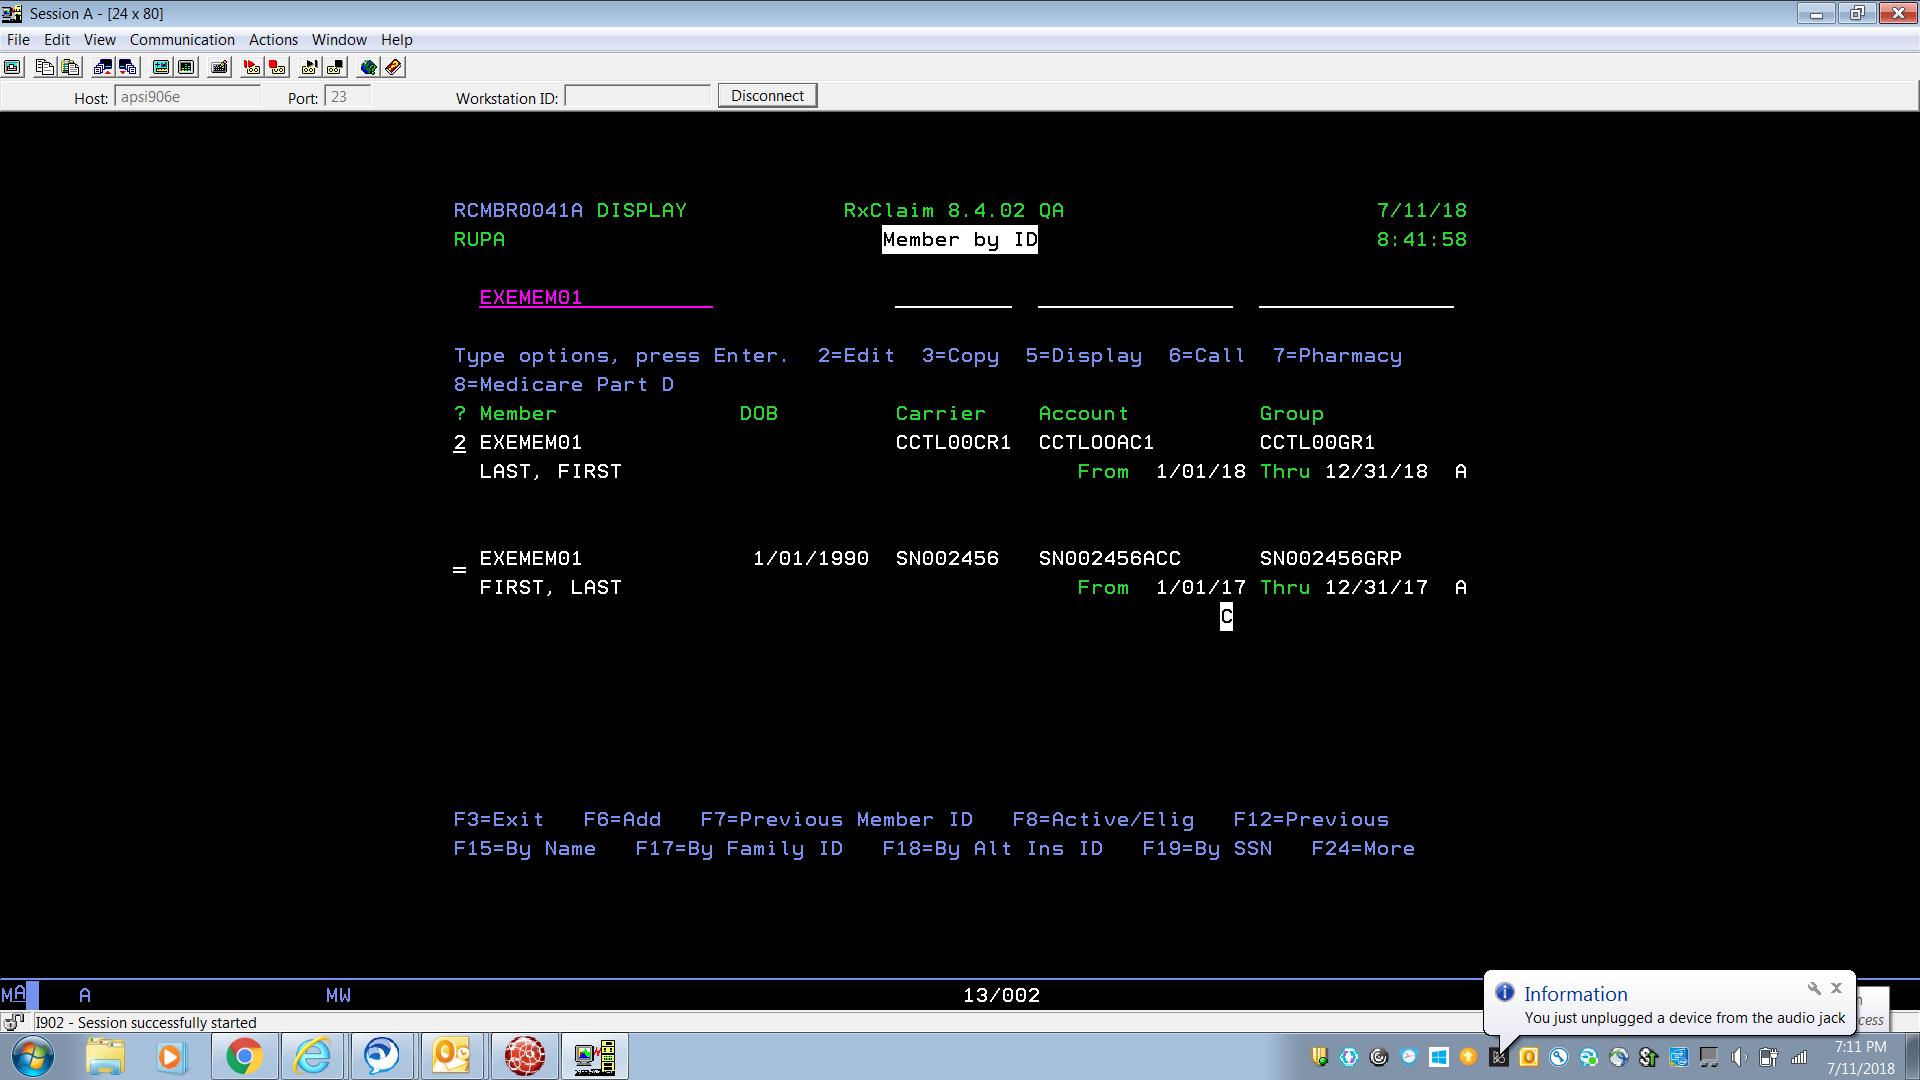 Session A - [24 x 80]
File Edit View Communication Actions Window Help
Host: apsi906e Port: 23 Workstation ID: Disconnect
RCMBR0041A DISPLAY RxClaim 8.4.02 QA 7/11/18
RUPA Member by ID 8:41:58
EXEMEM01
Type options, press Enter. 2=Edit 3=Copy 5=Display 6=Call 7=Pharmacy
8=Medicare Part D
? Member DOB Carrier Account Group
2 EXEMEM01 CCTL00CR1 CCTL00AC1 CCTL00GR1
LAST, FIRST From 1/01/18 Thru 12/31/18 A
EXEMEM01 1/01/1990 SN002456 SN002456ACC SN002456GRP
FIRST, LAST From 1/01/17 Thru 12/31/17 A
C
F3=Exit F6=Add F7=Previous Member ID F8=Active/Elig F12=Previous
F15=By Name F17=By Family ID F18=By Alt Ins ID F19=By SSN F24=More
MA A MW 13/002
I902 - Session successfully started
Information
You just unplugged a device from the audio jack
7:11 PM
7/11/2018